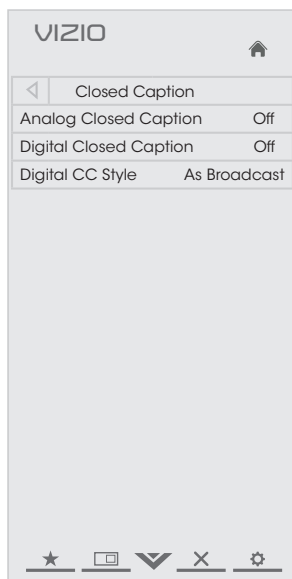 VIZIO
Closed Caption
Analog Closed Caption Off
Digital Closed Caption Off
Digital CC Style As Broadcast